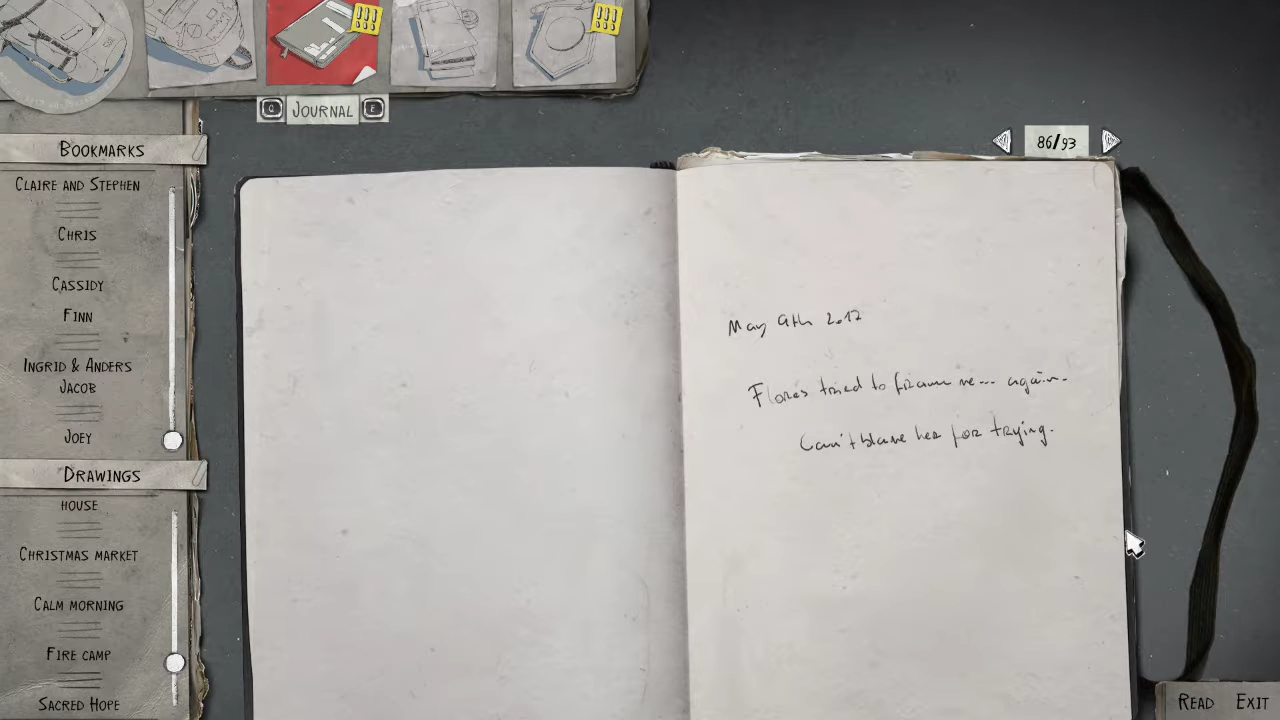 Q
JOURNAL
E
86/93
BOOKMARKS
CLAIRE AND STEPHEN
CHRIS
CASSIDY
FINN
INGRID & ANDERS
JACOB
JOEY
DRAWINGS
HOUSE
CHRISTMAS MARKET
CALM MORNING
FIRE CAMP
SACRED HOPE
May 9th 2017
Flores tried to frame me... again.
Can't blame her for trying.
READ EXIT